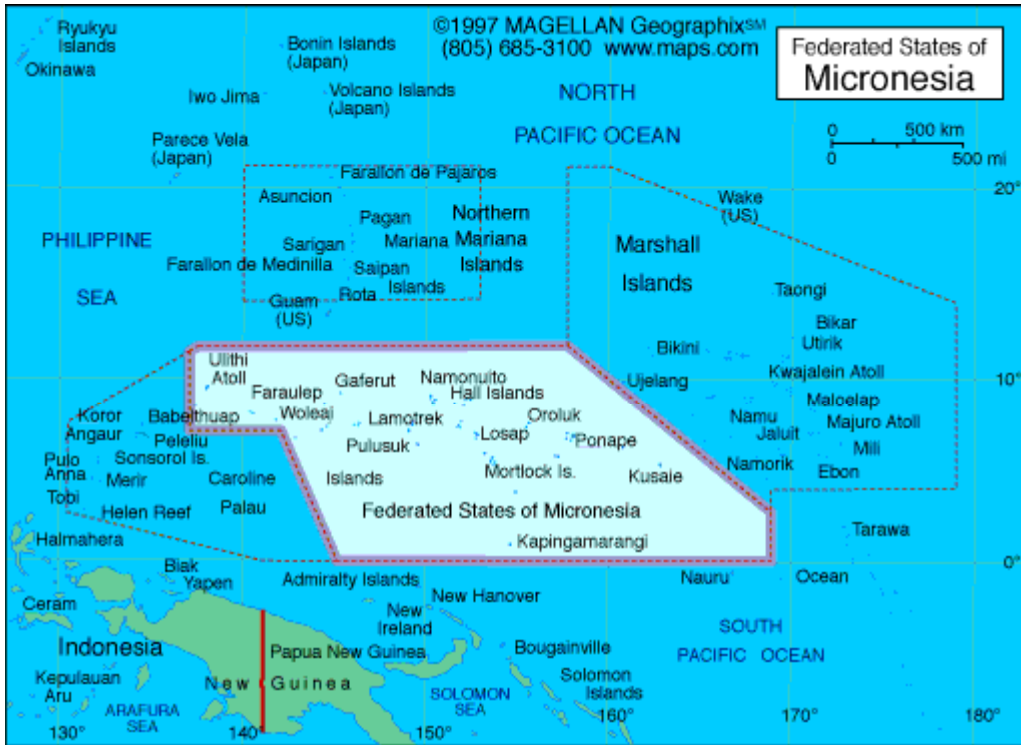 ©1997 MAGELLAN Geographix℠
(805) 685-3100 www.maps.com
Federated States of
Micronesia
Ryukyu
Islands
Okinawa
Bonin Islands
(Japan)
Iwo Jima
Volcano Islands
(Japan)
NORTH
PACIFIC OCEAN
0 500 km
0 500 mi
Parece Vela
(Japan)
Farallon de Pajaros
Asuncion
20°
Wake
(US)
Pagan
Northern
Mariana
Islands
PHILIPPINE
SEA
Sarigan
Mariana
Islands
Marshall
Islands
Farallon de Medinilla
Saipan
Rota
Guam
(US)
Taongi
Bikar
Utirik
Bikini
Ulithi
Atoll
Kwajalein Atoll
10°
Ujelang
Gaferut
Namonuito
Hall Islands
Faraulep
Maloelap
Koror
Babelthuap
Woleai
Lamotrek
Oroluk
Namu
Majuro Atoll
Angaur
Peleliu
Losap
Ponape
Jaluit
Pulusuk
Mili
Pulo
Anna
Sonsorol Is.
Namorik
Ebon
Merir
Caroline
Islands
Mortlock Is.
Kusaie
Tobi
Helen Reef
Palau
Federated States of Micronesia
Tarawa
Halmahera
Kapingamarangi
0°
Biak
Yapen
Admiralty Islands
Nauru
Ocean
Ceram
New Hanover
New
Ireland
SOUTH
PACIFIC OCEAN
Indonesia
Papua New Guinea
Bougainville
Kepulauan
Aru
New Guinea
SOLOMON
SEA
Solomon
Islands
ARAFURA
SEA
130° 140° 150° 160° 170° 180°